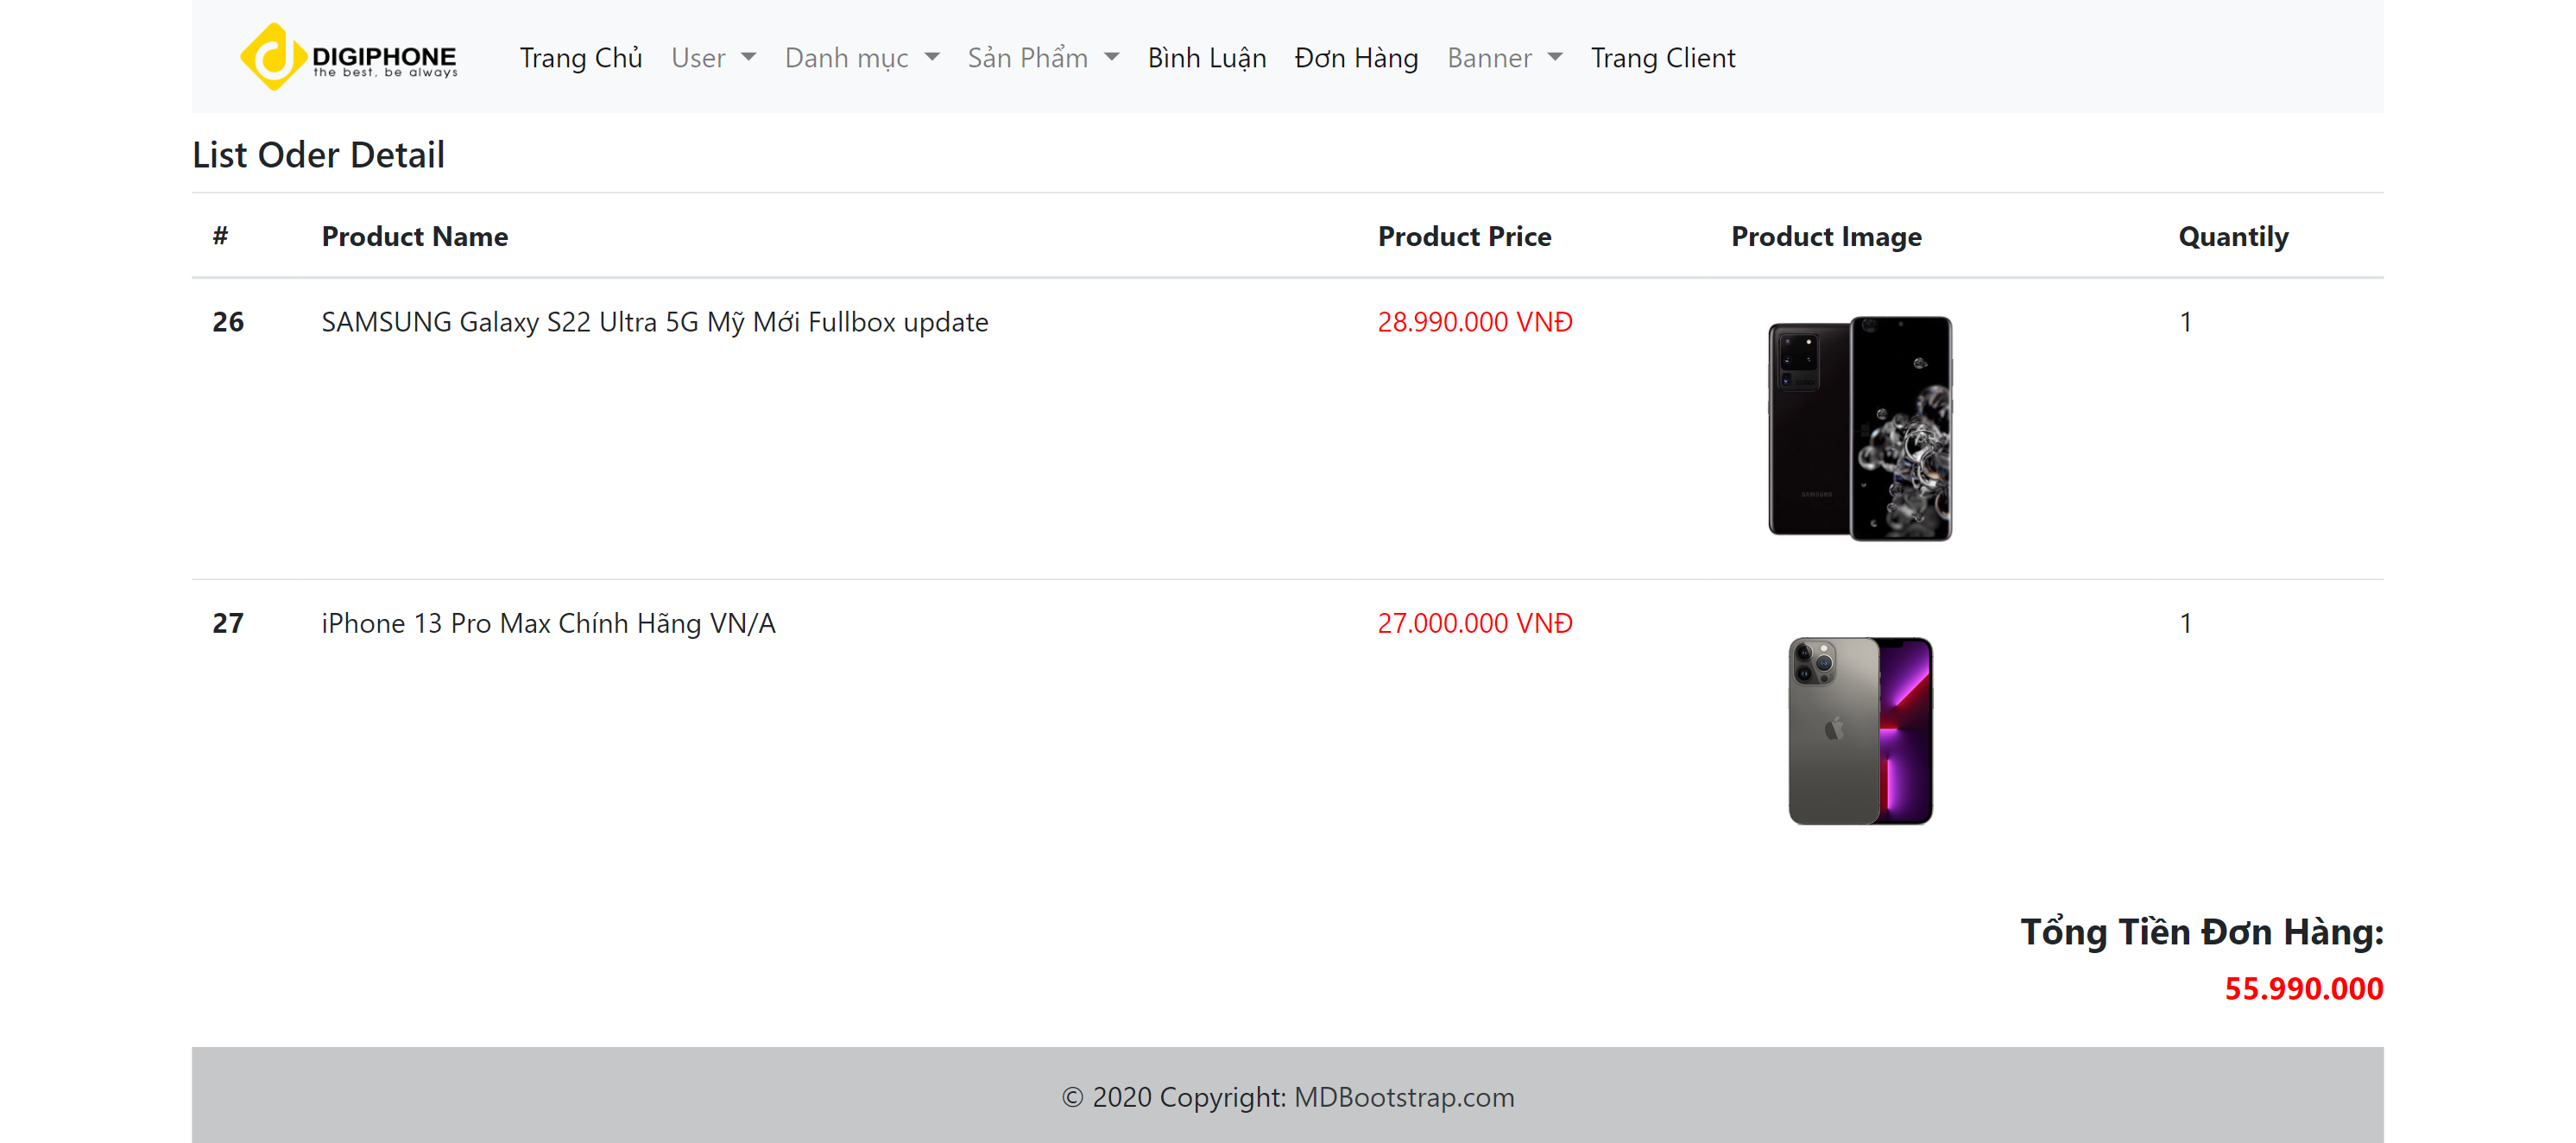 DIGIPHONE
the best, be always
Trang Chủ User Danh mục Sản Phẩm Bình Luận Đơn Hàng Banner Trang Client
List Oder Detail
# Product Name Product Price Product Image Quantily
26 SAMSUNG Galaxy S22 Ultra 5G Mỹ Mới Fullbox update 28.990.000 VNĐ 1
SAMSUNG
27 iPhone 13 Pro Max Chính Hãng VN/A 27.000.000 VNĐ 1
Tổng Tiền Đơn Hàng:
55.990.000
© 2020 Copyright: MDBootstrap.com